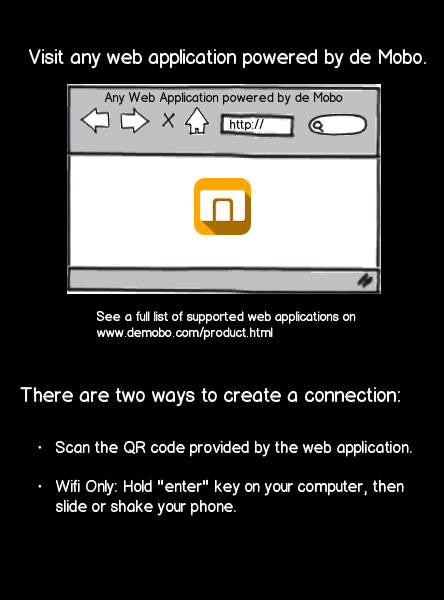 Visit any web application powered by de Mobo.
Any Web Application powered by de Mobo
http://
See a full list of supported web applications on
www.demobo.com/product.html
There are two ways to create a connection:
· Scan the QR code provided by the web application.
· Wifi Only: Hold "enter" key on your computer, then
slide or shake your phone.